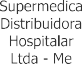 Supermedica
Distribuidora
Hospitalar
Ltda - Me